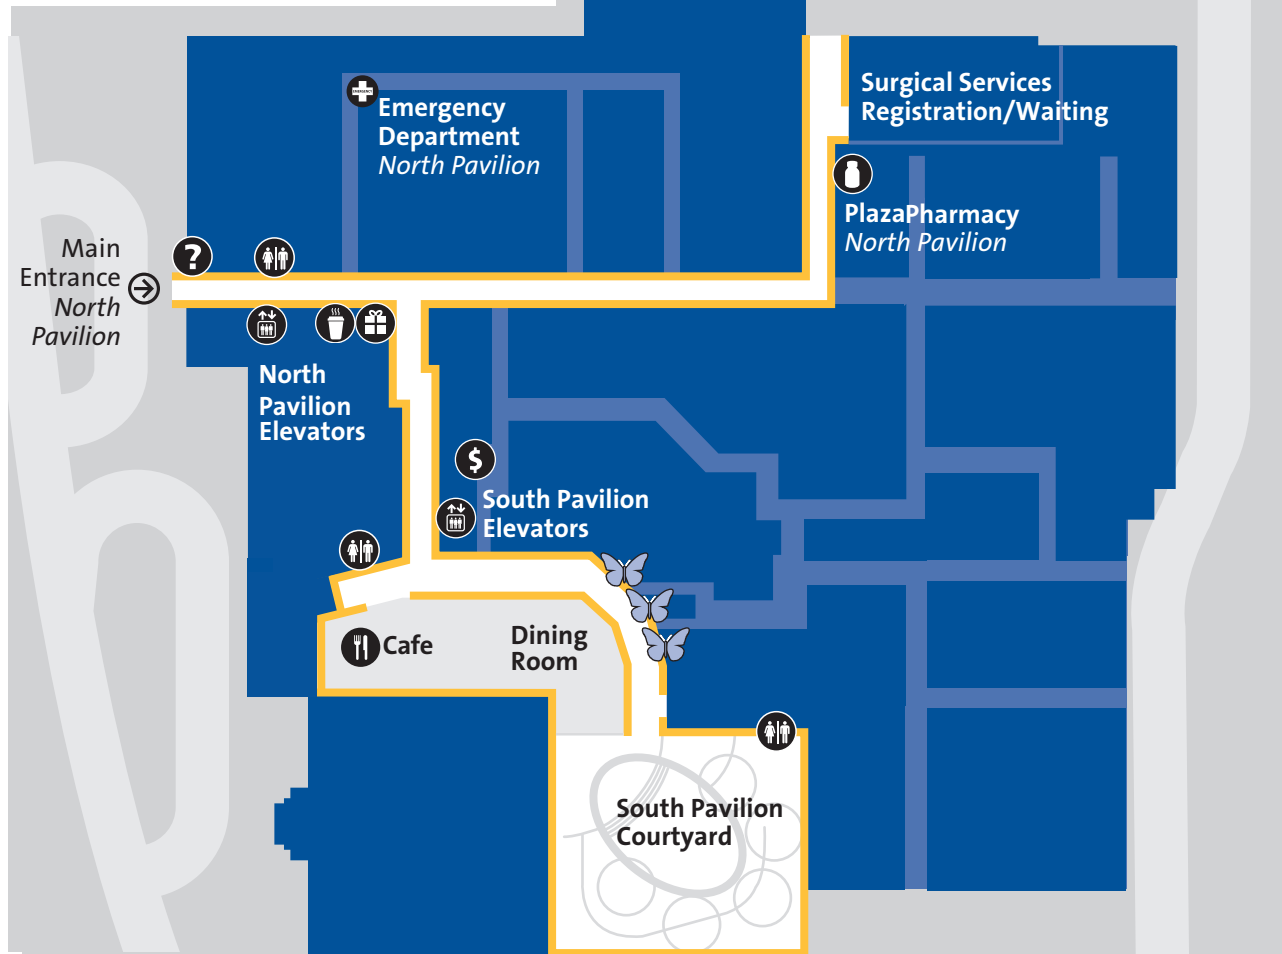 Surgical Services
Registration/Waiting
EMERGENCY
Emergency
Department
North Pavilion
PlazaPharmacy
North Pavilion
Main
Entrance
North
Pavilion
?
North
Pavilion
Elevators
$
South Pavilion
Elevators
Cafe
Dining
Room
South Pavilion
Courtyard